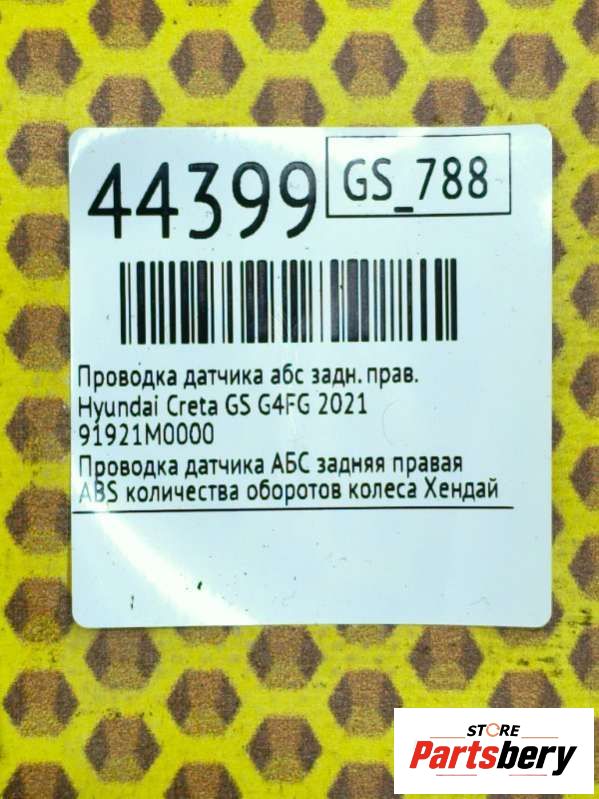 44399
GS_788
Проводка датчика абс задн. прав.
Hyundai Creta GS G4FG 2021
91921M0000
Проводка датчика АБС задняя правая
ABS количества оборотов колеса Хендай
STORE
Partsbery